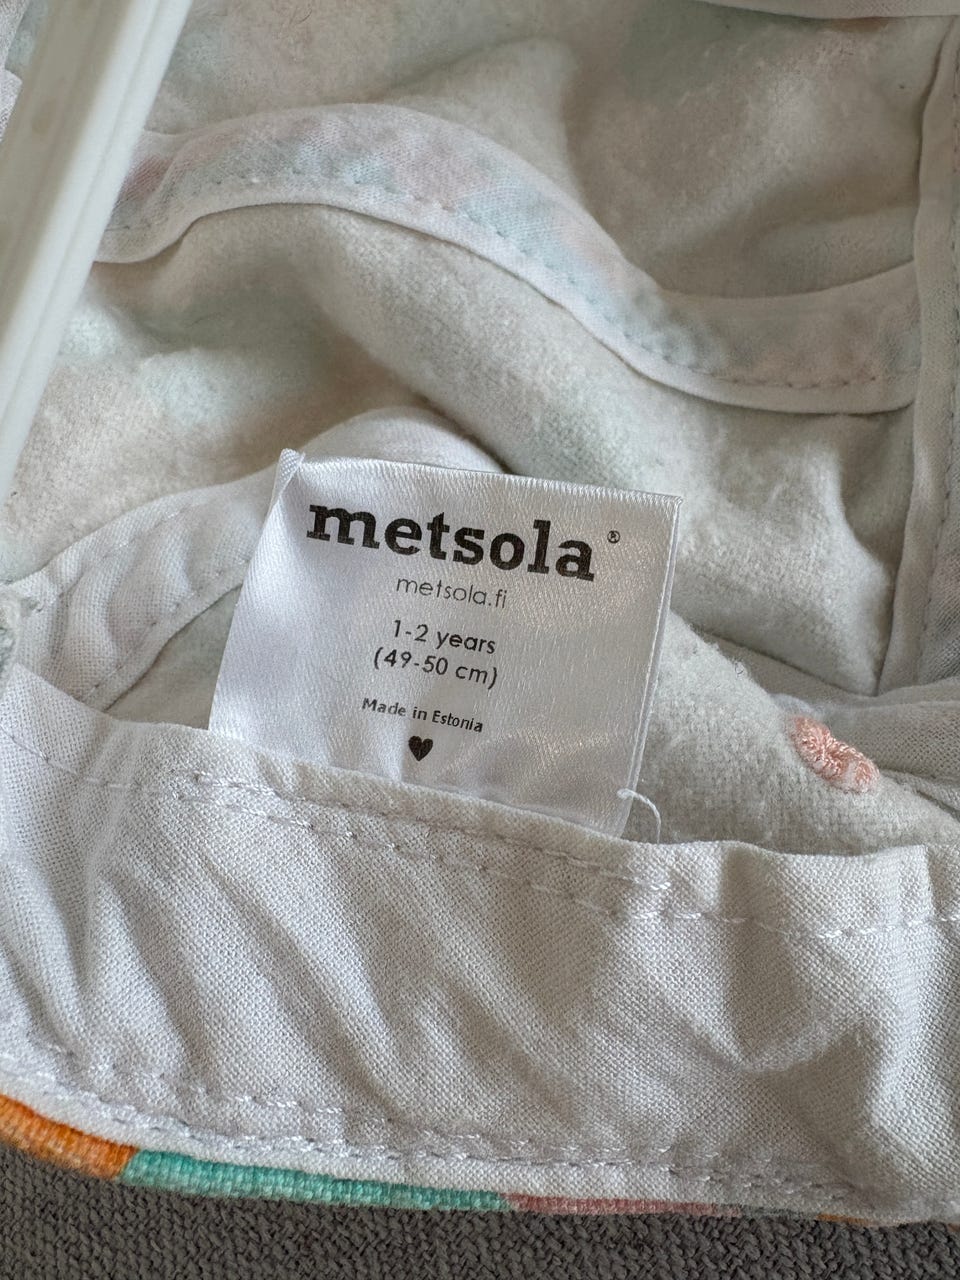 metsola®
metsola.fi
1-2 years
(49-50 cm)
Made in Estonia